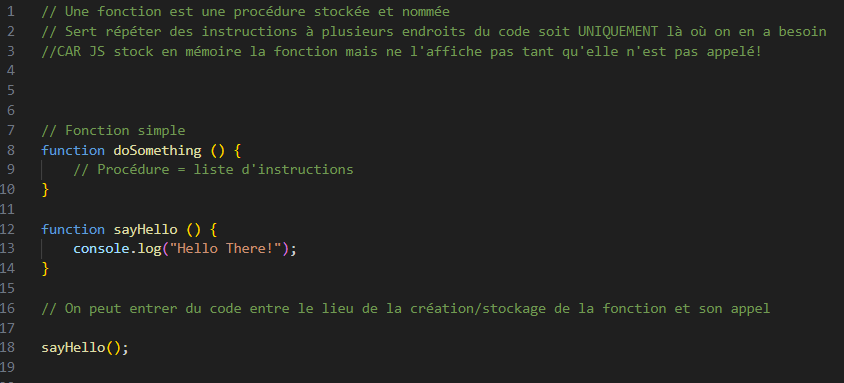 1 // Une fonction est une procédure stockée et nommée
2 // Sert répéter des instructions à plusieurs endroits du code soit UNIQUEMENT là où on en a besoin
3 //CAR JS stock en mémoire la fonction mais ne l'affiche pas tant qu'elle n'est pas appelé!
4
5
6
7 // Fonction simple
8 function doSomething () {
9     // Procédure = liste d'instructions
10 }
11
12 function sayHello () {
13     console.log("Hello There!");
14 }
15
16 // On peut entrer du code entre le lieu de la création/stockage de la fonction et son appel
17
18 sayHello();
19